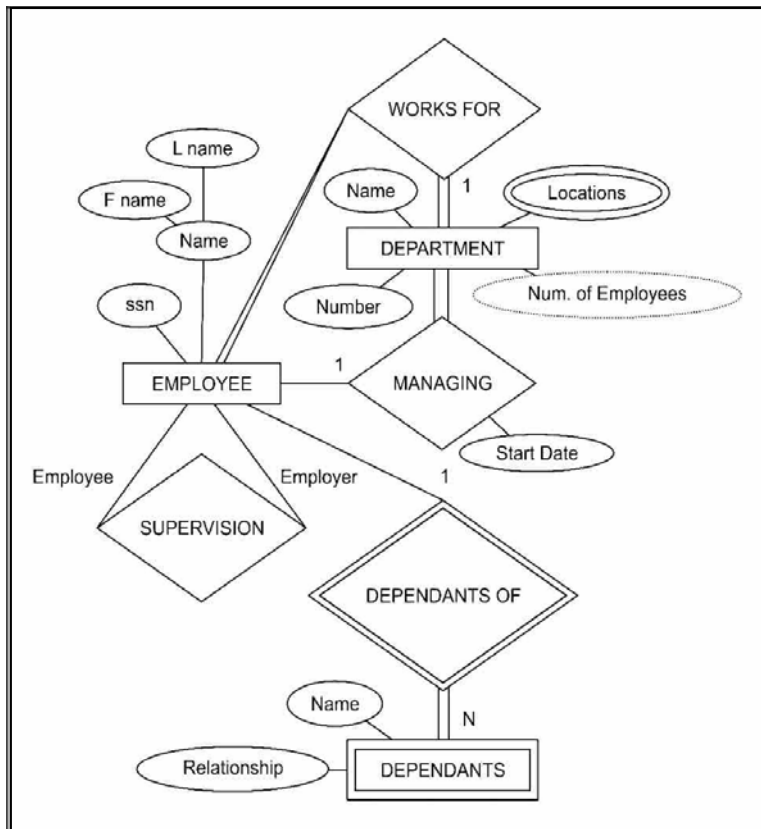 WORKS FOR
L name
1
Name
Locations
F name
Name
DEPARTMENT
Num. of Employees
ssn
Number
1
EMPLOYEE
MANAGING
Start Date
Employee
Employer
1
SUPERVISION
DEPENDANTS OF
Name
N
Relationship
DEPENDANTS